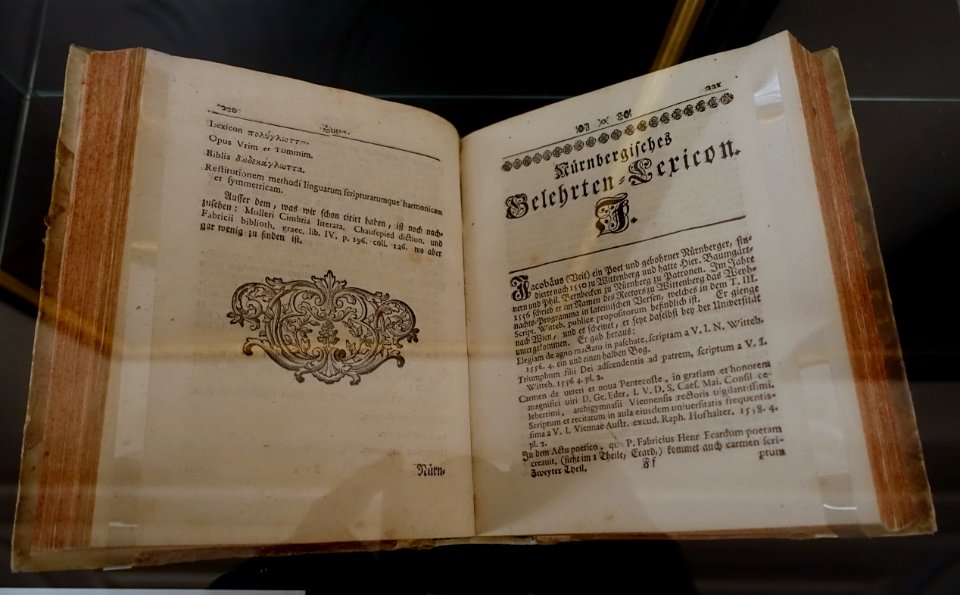 220
Hutter.
Lexicon πολύγλωττον.
Opus Vrim et Tummim.
Biblia δωδεκάγλωττα.
Restitutionem methodi linguarum scripturarumque harmonicam
et symmetricam.
Ausser dem, was wir schon citirt haben, ist noch nach-
zusehen: Molleri Cimbria literata. Chaufepied diction. und
Fabricii biblioth. graec. lib. IV. p. 196. coll. 126. wo aber
gar wenig zu finden ist.
Nürn-
221
Nürnbergisches
Gelehrten-Lexicon.
J.
Jacobäus (Veit) ein Poet und gebohrner Nürnberger, stu-
dierte nach 1550 zu Wittenberg und hatte Hier. Baumgärt-
nern und Phil. Bernbecken zu Nürnberg zu Patronen. Im Jahre
1556 schrieb er im Namen des Rectors zu Wittenberg das Weyh-
nachts-Programma in lateinischen Versen, welches in dem T. III.
Script. Witteb. publice propositorum befindlich ist. Er gienge
nach Wien, und es scheinet, er seye daselbst bey der Universität
untergekommen. Er gab heraus:
Elegiam de agno mactato in paschate, scriptam a V. I. N. Witteb.
1556. 4. ein und einen halben Bog.
Triumphum filii Dei adscendentis ad patrem, scriptum a V. I.
Witteb. 1556 4. pl. 2.
Carmen de ueteri et noua Pentecoste, in gratiam et honorem
magnifici uiri D. Ge. Eder, I. V. D. S. Caes. Mai. Consil ce-
leberrimi, archigymnasii Viennensis rectoris uigilantissimi.
Scriptum et recitatum in aula eiusdem uniuersitatis frequentis-
sima a V. I. Viennae Austr. excud. Raph. Hofhalter. 1558. 4.
pl. 2.
In dem Actu poetico, quo P. Fabricius Henr Eeardum poetam
creauit, (siehe im 1 Theile, Ecard,) kommet auch carmen scri-
Zweyter Theil. Ff ptum